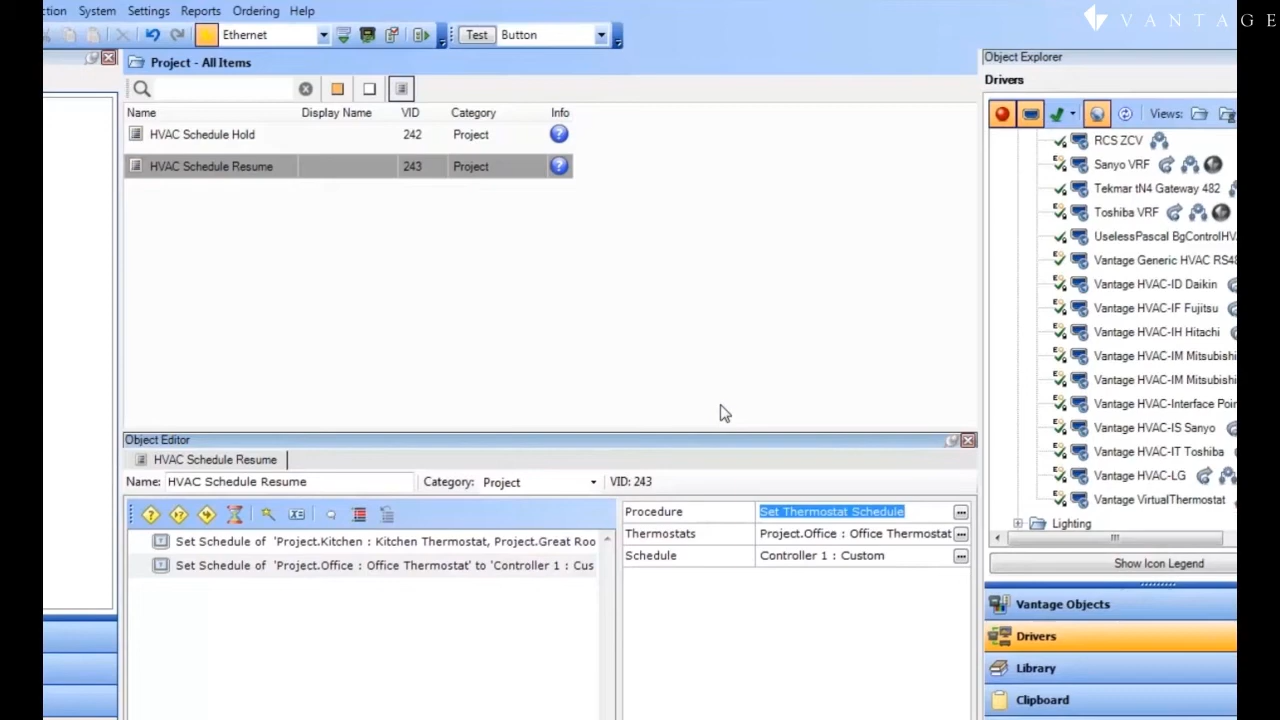 ction System Settings Reports Ordering Help
VANTAGE
Ethernet Test Button
Project - All Items
Name Display Name VID Category Info
HVAC Schedule Hold 242 Project
HVAC Schedule Resume 243 Project
Object Editor
HVAC Schedule Resume
Name: HVAC Schedule Resume Category: Project VID: 243
Set Schedule of 'Project.Kitchen : Kitchen Thermostat, Project.Great Roo
Set Schedule of 'Project.Office : Office Thermostat' to 'Controller 1 : Cus
Procedure Set Thermostat Schedule
Thermostats Project.Office : Office Thermostat
Schedule Controller 1 : Custom
Object Explorer
Drivers
Views:
RCS ZCV
Sanyo VRF
Tekmar tN4 Gateway 482
Toshiba VRF
UselessPascal BgControlHV
Vantage Generic HVAC RS48
Vantage HVAC-ID Daikin
Vantage HVAC-IF Fujitsu
Vantage HVAC-IH Hitachi
Vantage HVAC-IM Mitsubishi
Vantage HVAC-IM Mitsubishi
Vantage HVAC-Interface Poin
Vantage HVAC-IS Sanyo
Vantage HVAC-IT Toshiba
Vantage HVAC-LG
Vantage VirtualThermostat
Lighting
Show Icon Legend
Vantage Objects
Drivers
Library
Clipboard